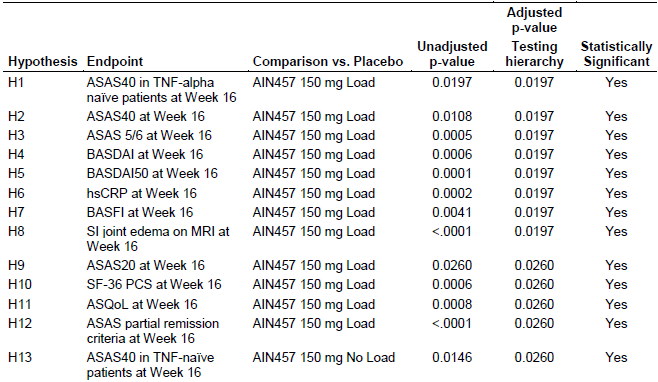 Adjusted
p-value
Unadjusted Testing Statistically
Hypothesis Endpoint Comparison vs. Placebo p-value hierarchy Significant
H1 ASAS40 in TNF-alpha AIN457 150 mg Load 0.0197 0.0197 Yes
naïve patients at Week 16
H2 ASAS40 at Week 16 AIN457 150 mg Load 0.0108 0.0197 Yes
H3 ASAS 5/6 at Week 16 AIN457 150 mg Load 0.0005 0.0197 Yes
H4 BASDAI at Week 16 AIN457 150 mg Load 0.0006 0.0197 Yes
H5 BASDAI50 at Week 16 AIN457 150 mg Load 0.0001 0.0197 Yes
H6 hsCRP at Week 16 AIN457 150 mg Load 0.0002 0.0197 Yes
H7 BASFI at Week 16 AIN457 150 mg Load 0.0041 0.0197 Yes
H8 SI joint edema on MRI at AIN457 150 mg Load <.0001 0.0197 Yes
Week 16
H9 ASAS20 at Week 16 AIN457 150 mg Load 0.0260 0.0260 Yes
H10 SF-36 PCS at Week 16 AIN457 150 mg Load 0.0006 0.0260 Yes
H11 ASQoL at Week 16 AIN457 150 mg Load 0.0008 0.0260 Yes
H12 ASAS partial remission AIN457 150 mg Load <.0001 0.0260 Yes
criteria at Week 16
H13 ASAS40 in TNF-naïve AIN457 150 mg No Load 0.0146 0.0260 Yes
patients at Week 16